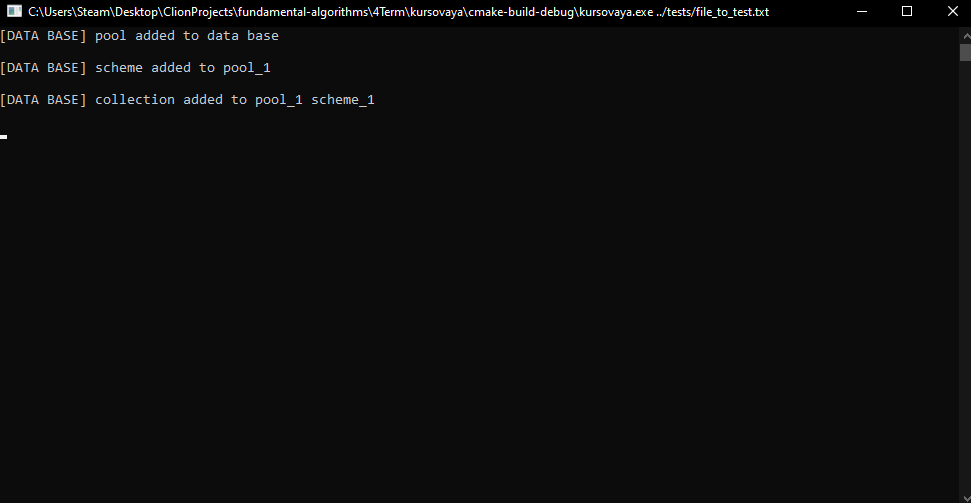 C:\Users\Steam\Desktop\ClionProjects\fundamental-algorithms\4Term\kursovaya\cmake-build-debug\kursovaya.exe ../tests/file_to_test.txt
[DATA BASE] pool added to data base
[DATA BASE] scheme added to pool_1
[DATA BASE] collection added to pool_1 scheme_1